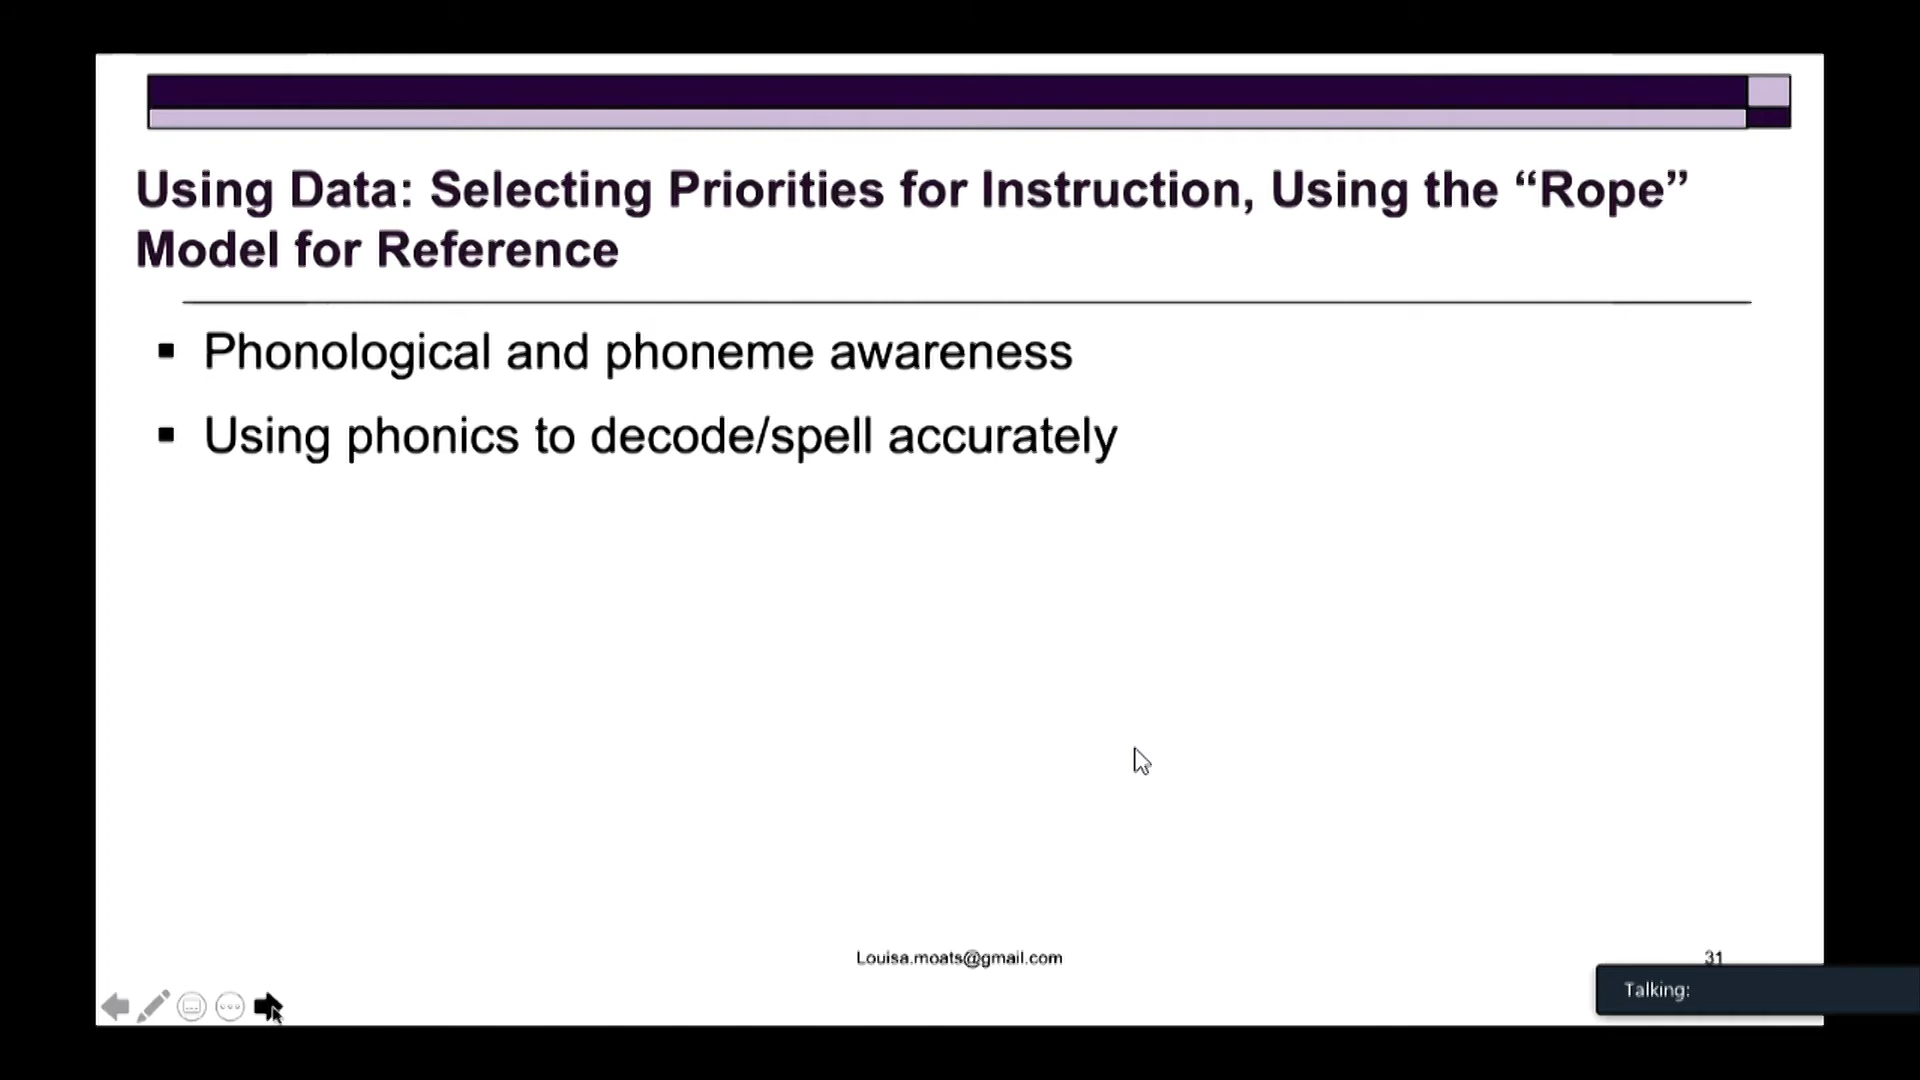 Using Data: Selecting Priorities for Instruction, Using the “Rope”
Model for Reference
▪ Phonological and phoneme awareness
▪ Using phonics to decode/spell accurately
Louisa.moats@gmail.com
31
Talking: